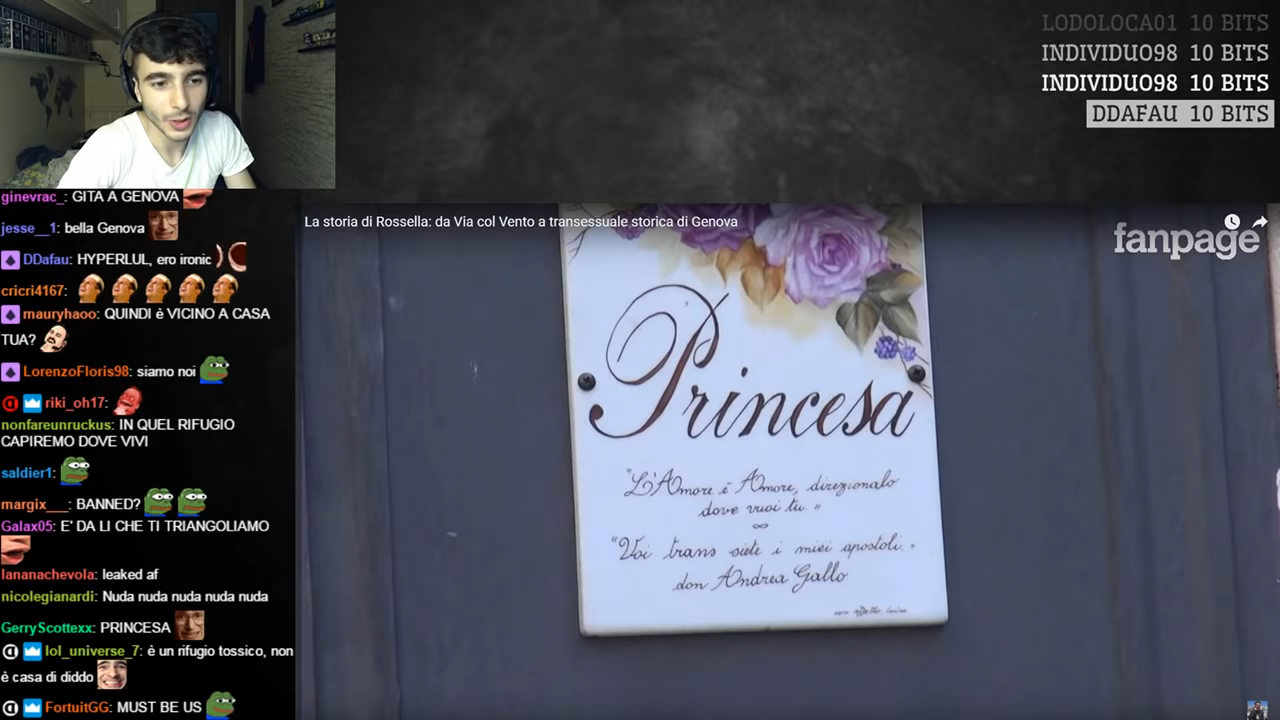 LODOLOCA01 10 BITS
INDIVIDUO98 10 BITS
INDIVIDUO98 10 BITS
DDAFAU 10 BITS
ginevrac_: GITA A GENOVA
jesse__1: bella Genova
DDafau: HYPERLUL, ero ironic
cricri4167:
mauryhaoo: QUINDI è VICINO A CASA
TUA?
LorenzoFloris98: siamo noi
riki_oh17:
nonfareunruckus: IN QUEL RIFUGIO
CAPIREMO DOVE VIVI
saldier1:
margix___: BANNED?
Galax05: E' DA LI CHE TI TRIANGOLIAMO
lananachevola: leaked af
nicolegianardi: Nuda nuda nuda nuda nuda
GerryScottexx: PRINCESA
lol_universe_7: è un rifugio tossico, non
è casa di diddo
FortuitGG: MUST BE US
La storia di Rossella: da Via col Vento a transessuale storica di Genova
fanpage
Princesa
"L'Amore è Amore, direzionalo
dove vuoi tu."
"Voi trans siete i miei apostoli."
don Andrea Gallo